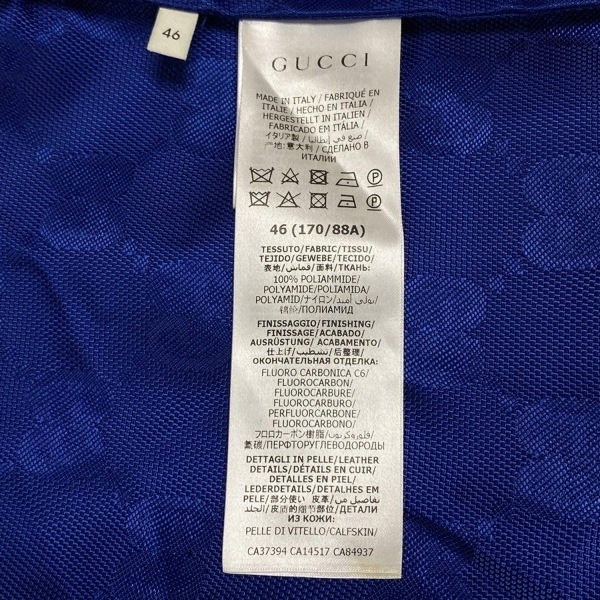 46
GUCCI
MADE IN ITALY / FABRIQUÉ EN
ITALIE / HECHO EN ITALIA /
HERGESTELLT IN ITALIEN /
FABRICADO EM ITÁLIA /
イタリア製 / صنع في إيطاليا /
产地: 意大利 / СДЕЛАНО В
ИТАЛИИ
46 (170/88A)
TESSUTO/FABRIC/TISSU/
TEJIDO/GEWEBE/TECIDO/
表地/قماش/面料/ТКАНЬ:
100% POLIAMMIDE/
POLYAMIDE/POLIAMIDA/
POLYAMID/ナイロン/بولي أميد/
锦纶/ПОЛИАМИД
FINISSAGGIO/FINISHING/
FINISSAGE/ACABADO/
AUSRÜSTUNG/ACABAMENTO/
仕上げ/تشطيب/后整理/
ОКОНЧАТЕЛЬНАЯ ОТДЕЛКА:
FLUORO CARBONICA C6/
FLUOROCARBON/
FLUOROCARBURE/
FLUOROCARBURO/
PERFLUORCARBONE/
FLUOROCARBONO/
フロロカーボン樹脂/فلوروكربون/
氟碳/ПЕРФТОРУГЛЕВОДОРОДЫ
DETTAGLI IN PELLE/LEATHER
DETAILS/DÉTAILS EN CUIR/
DETALLES EN PIEL/
LEDERDETAILS/DETALHES EM
PELE/部分使い 皮革/تفاصيل من
الجلد/皮质的细节部位/ДЕТАЛИ
ИЗ КОЖИ:
PELLE DI VITELLO/CALFSKIN/
CA37394 CA14517 CA84937